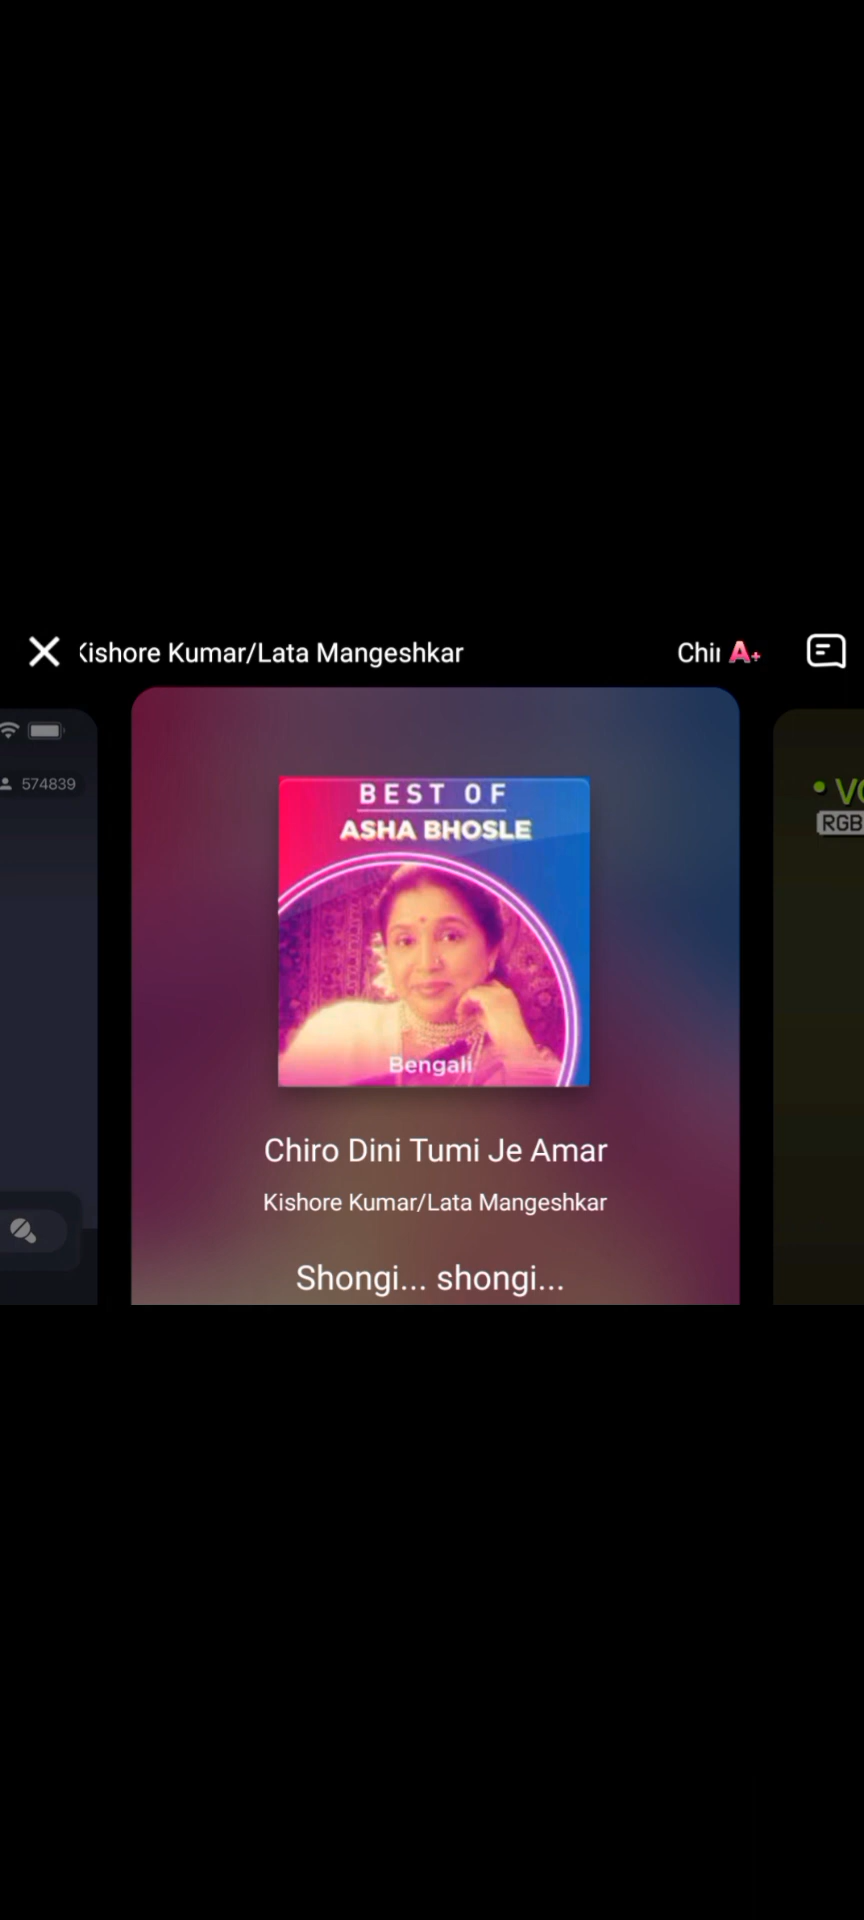 Kishore Kumar/Lata Mangeshkar
A+
574839
RGB
BEST OF
ASHA BHOSLE
Bengali
Chiro Dini Tumi Je Amar
Kishore Kumar/Lata Mangeshkar
Shongi... shongi...